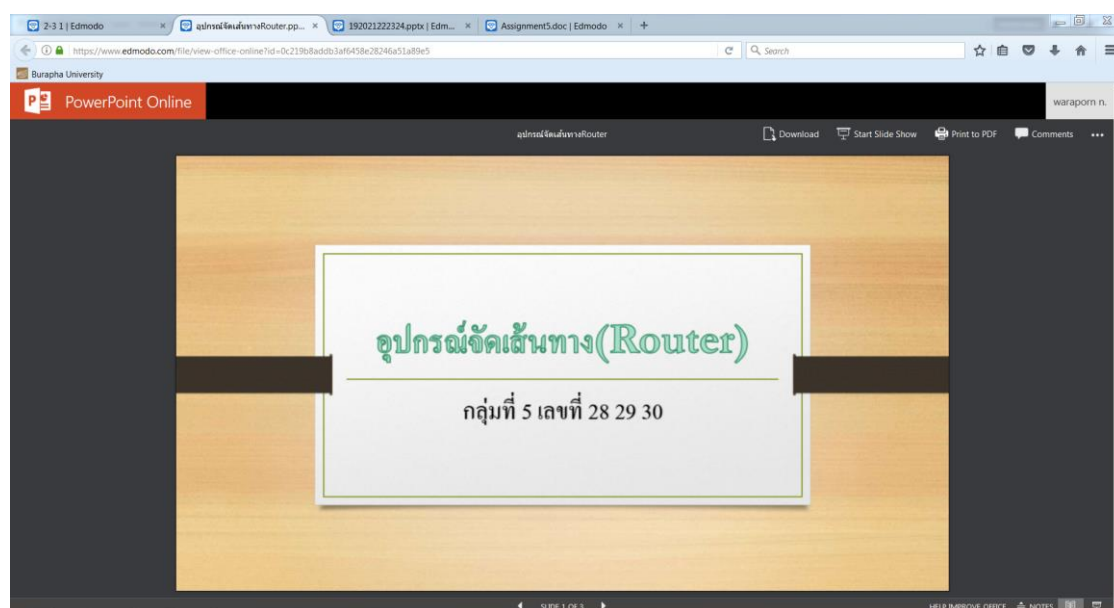 2-3 1 | Edmodo
อุปกรณ์จัดเส้นทางRouter.pp...
192021222324.pptx | Edm...
Assignment5.doc | Edmodo
https://www.edmodo.com/file/view-office-online?id=0c219b8addb3af6458e28246a51a89e5
Search
Burapha University
PowerPoint Online
waraporn n.
อุปกรณ์จัดเส้นทางRouter
Download
Start Slide Show
Print to PDF
Comments
อุปกรณ์จัดเส้นทาง(Router)
กลุ่มที่ 5 เลขที่ 28 29 30
SLIDE 1 OF 3
HELP IMPROVE OFFICE
NOTES